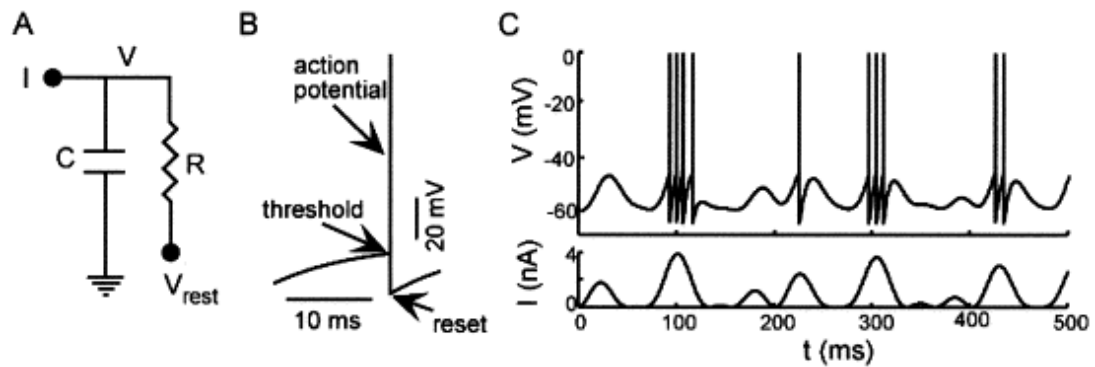 A
B
C
V
I
C
R
V rest
action
potential
threshold
20 mV
10 ms
reset
V (mV)
0
-20
-40
-60
I (nA)
4
0
0
100
200
300
400
500
t (ms)